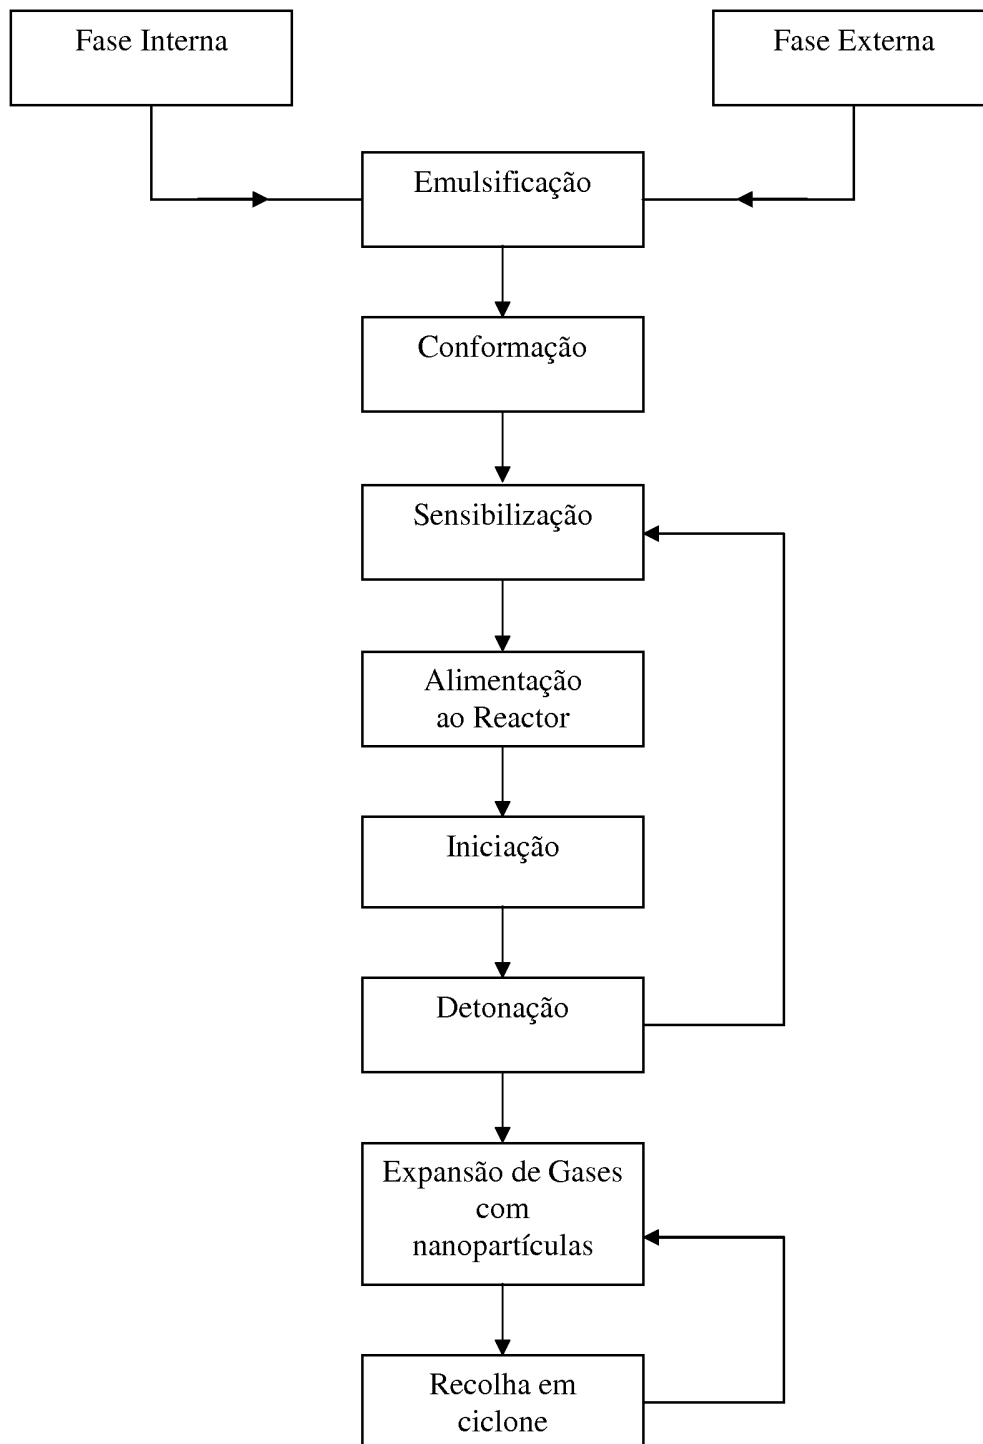 Fase Interna
Fase Externa
Emulsificação
Conformação
Sensibilização
Alimentação
ao Reactor
Iniciação
Detonação
Expansão de Gases
com
nanopartículas
Recolha em
ciclone